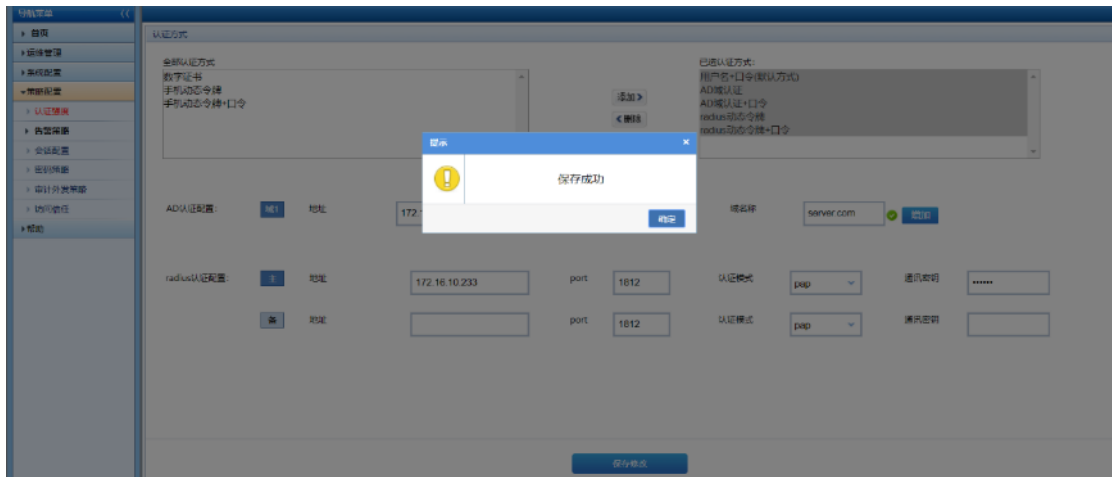 导航菜单
首页
运维管理
系统配置
策略配置
认证强度
告警策略
会话配置
密码策略
审计外发策略
访问信任
帮助
认证方式
全部认证方式
数字证书
手机动态令牌
手机动态令牌+口令
添加
删除
已选认证方式:
用户名+口令(默认方式)
AD域认证
AD域认证+口令
radius动态令牌
radius动态令牌+口令
提示
保存成功
确定
AD认证配置: 域1 地址 172. 域名称 server.com 增加
radius认证配置: 主 地址 172.16.10.233 port 1812 认证模式 pap 通讯密钥 ••••••
备 地址 port 1812 认证模式 pap 通讯密钥
保存修改